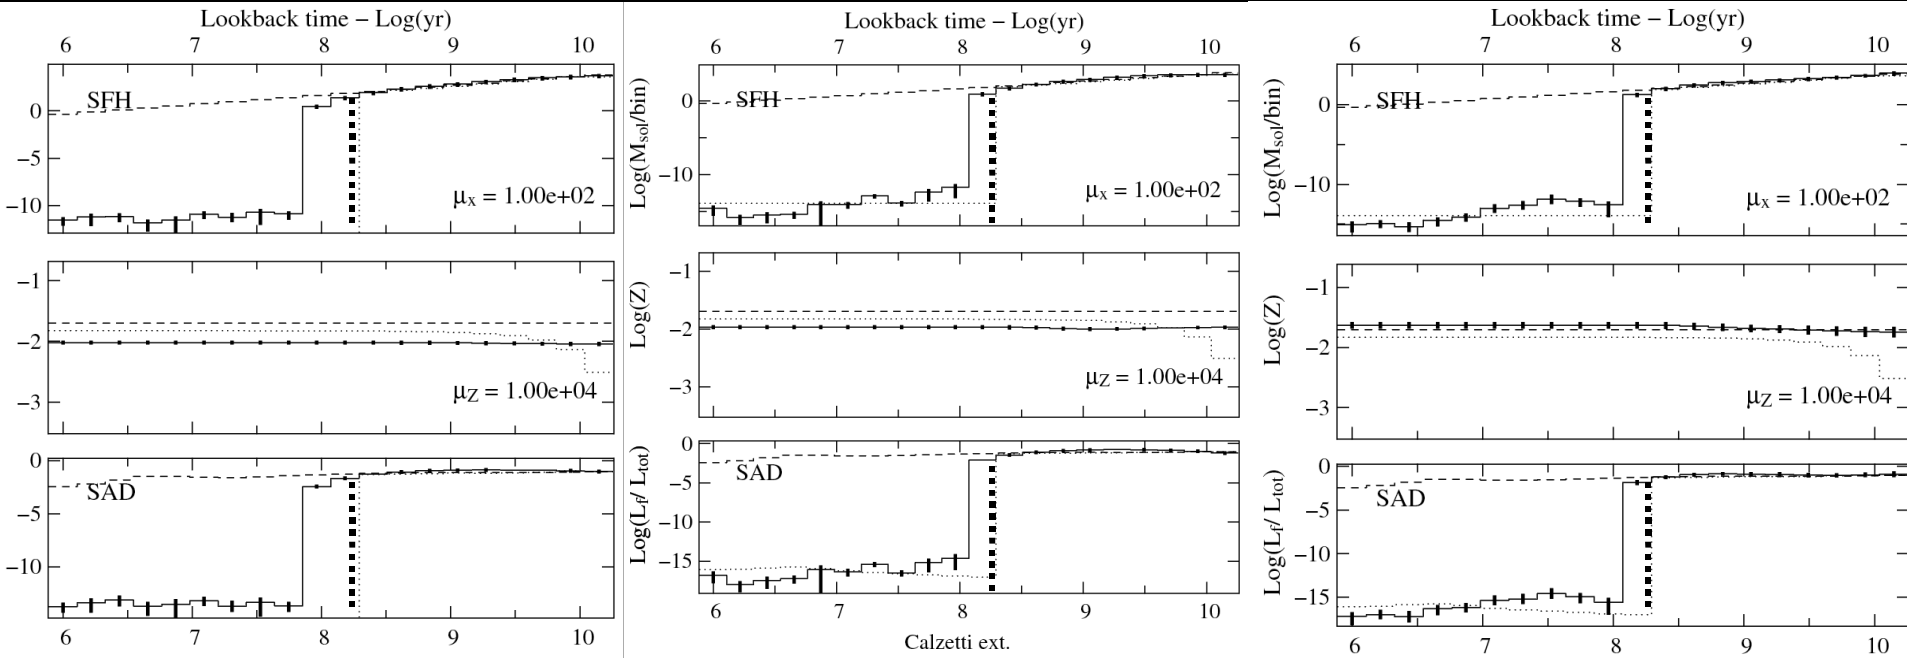 Lookback time – Log(yr)
6 7 8 9 10
0
−5
−10
SFH
μx = 1.00e+02
−1
−2
−3
μZ = 1.00e+04
0
−5
−10
SAD
6 7 8 9 10
Lookback time – Log(yr)
6 7 8 9 10
Log(Msol/bin)
0
−10
SFH
μx = 1.00e+02
Log(Z)
−1
−2
−3
μZ = 1.00e+04
Log(Lf/ Ltot)
0
−5
−10
−15
SAD
6 7 8 9 10
Calzetti ext.
Lookback time – Log(yr)
6 7 8 9 10
Log(Msol/bin)
0
−10
SFH
μx = 1.00e+02
Log(Z)
−1
−2
−3
μZ = 1.00e+04
Log(Lf/ Ltot)
0
−5
−10
−15
SAD
6 7 8 9 10